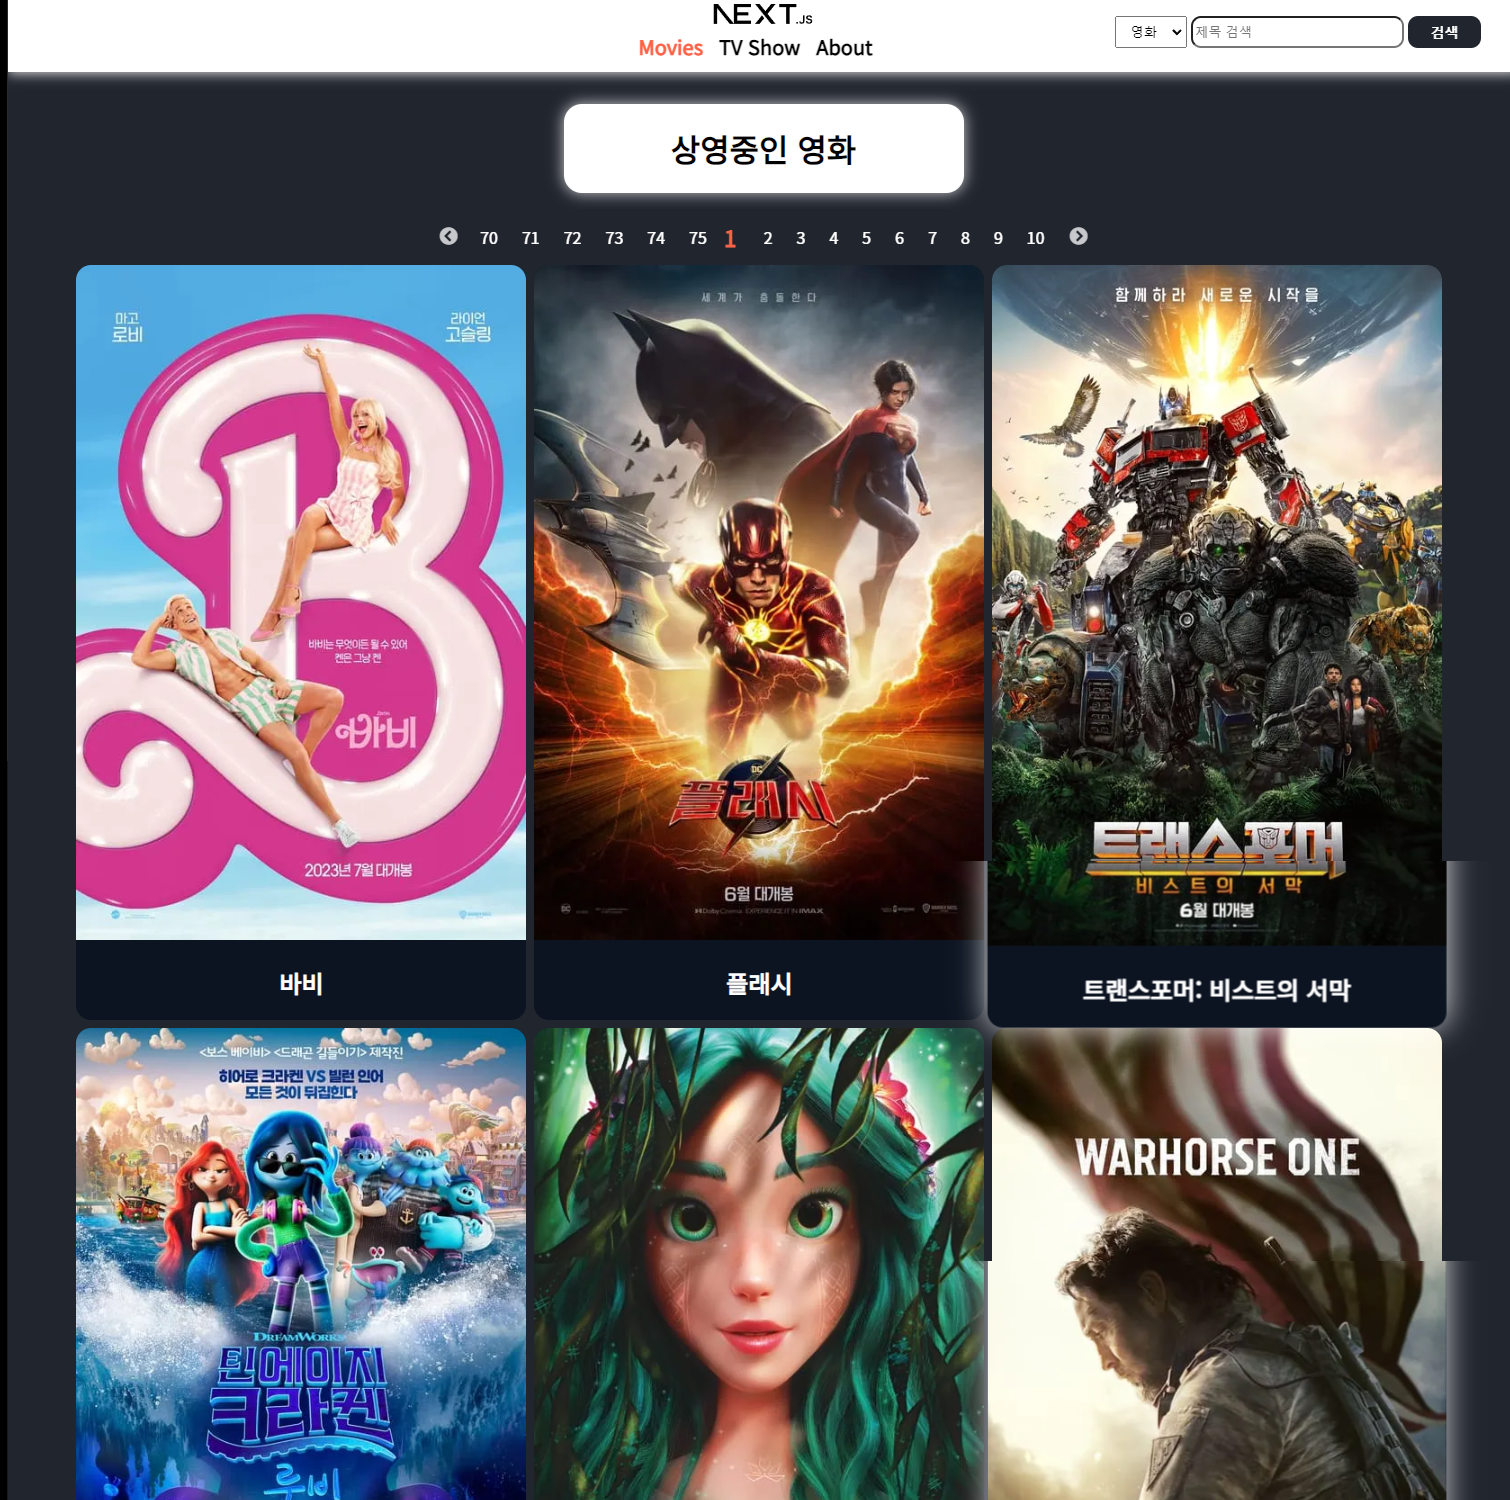 NEXT.JS
Movies TV Show About
영화 제목 검색 검색
상영중인 영화
70 71 72 73 74 75 1 2 3 4 5 6 7 8 9 10
마고
로비
라이언
고슬링
바비는 무엇이든 될 수 있어
켄은 그냥 켄
바비
2023년 7월 대개봉
바비
세계가 충돌한다
DC
플래시
6월 대개봉
플래시
함께하라 새로운 시작을
트랜스포머
비스트의 서막
6월 대개봉
트랜스포머: 비스트의 서막
<보스 베이비> <드래곤 길들이기> 제작진
히어로 크라켄 VS 빌런 인어
모든 것이 뒤집힌다
DREAMWORKS
틴에이지
크라켄
루비
WARHORSE ONE